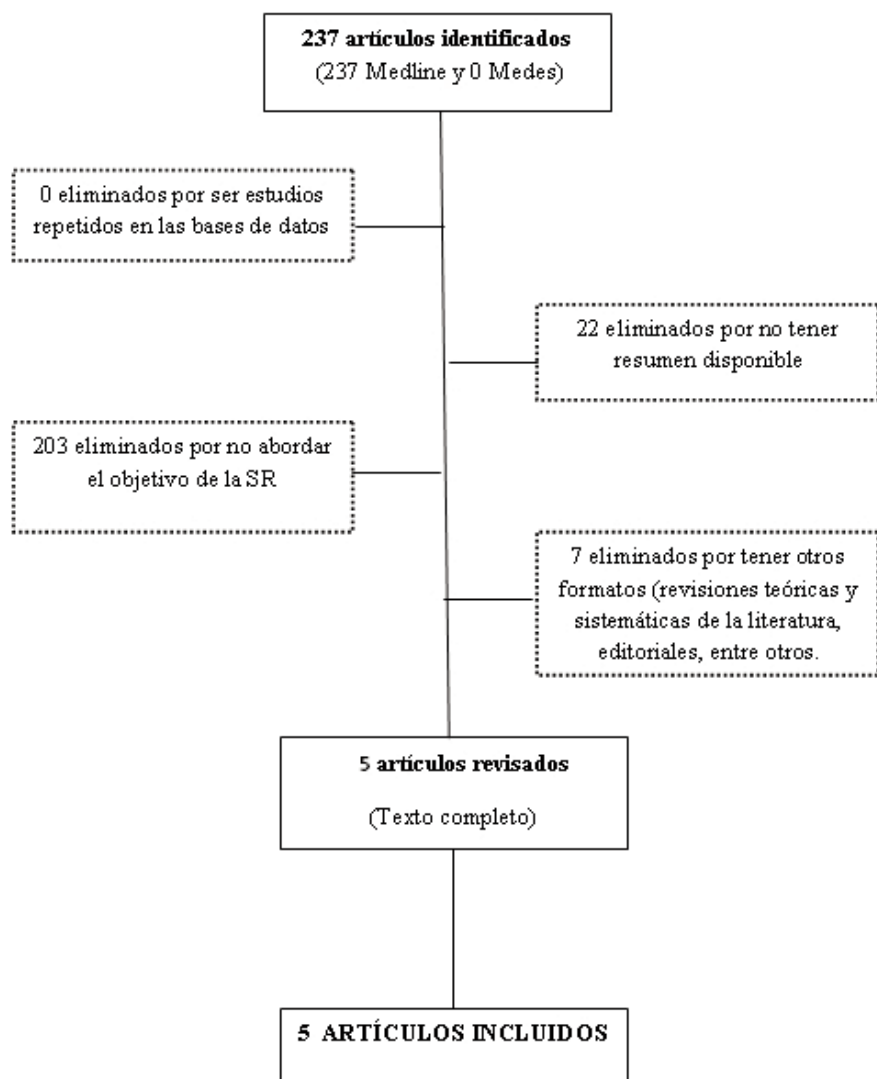 237 artículos identificados
(237 Medline y 0 Medes)
0 eliminados por ser estudios
repetidos en las bases de datos
22 eliminados por no tener
resumen disponible
203 eliminados por no abordar
el objetivo de la SR
7 eliminados por tener otros
formatos (revisiones teóricas y
sistemáticas de la literatura,
editoriales, entre otros.
5 artículos revisados
(Texto completo)
5 ARTÍCULOS INCLUIDOS